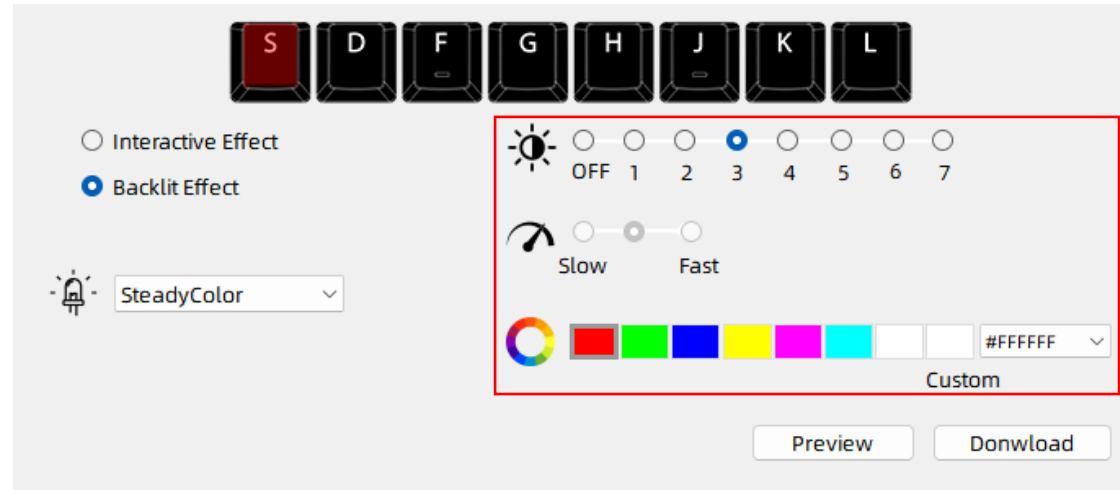 S D F G H J K L
Interactive Effect
Backlit Effect
OFF 1 2 3 4 5 6 7
Slow Fast
SteadyColor
#FFFFFF
Custom
Preview Donwload